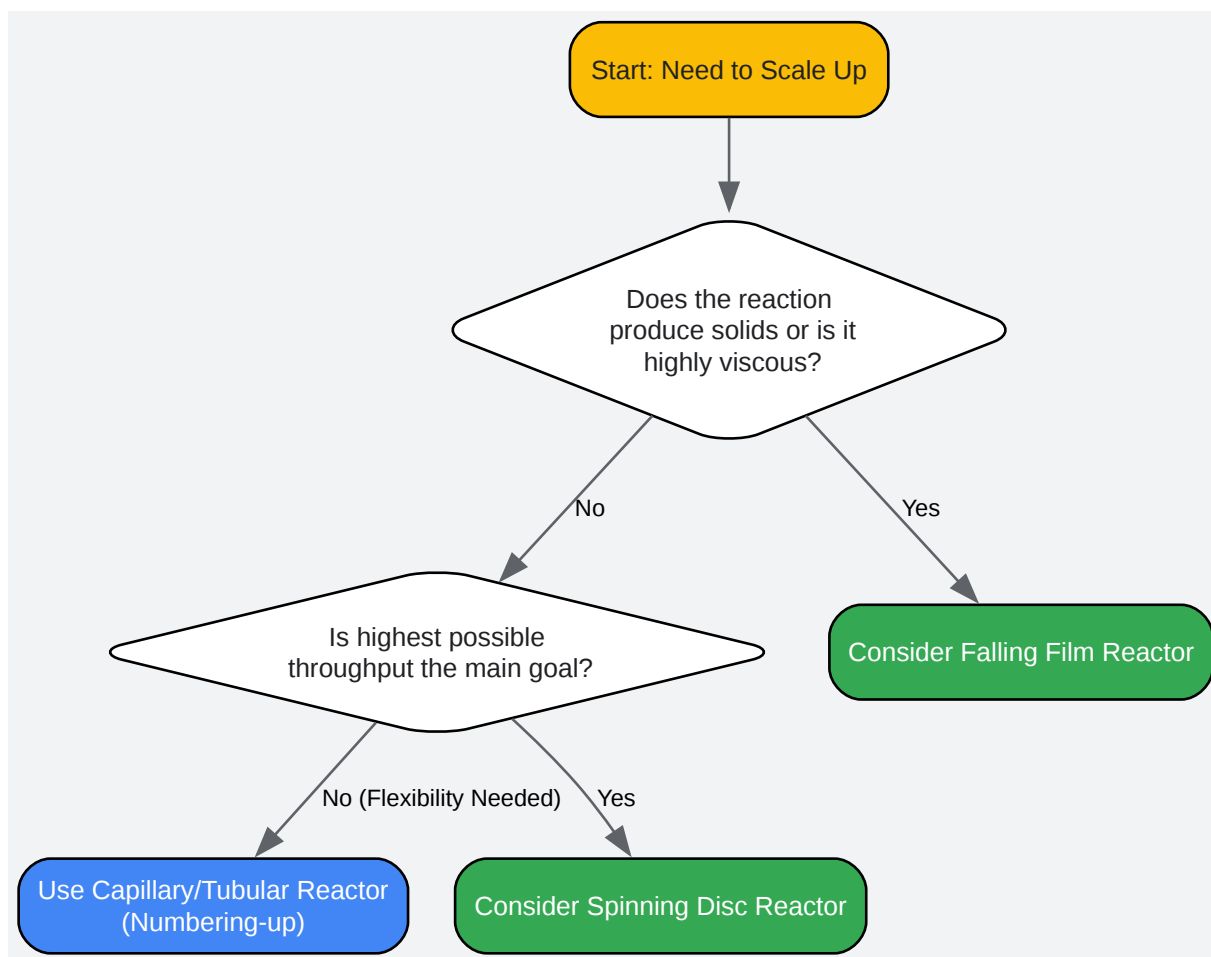 Start: Need to Scale Up
Does the reaction
produce solids or is it
highly viscous?
No
Yes
Is highest possible
throughput the main goal?
Consider Falling Film Reactor
No (Flexibility Needed)
Yes
Use Capillary/Tubular Reactor
(Numbering-up)
Consider Spinning Disc Reactor